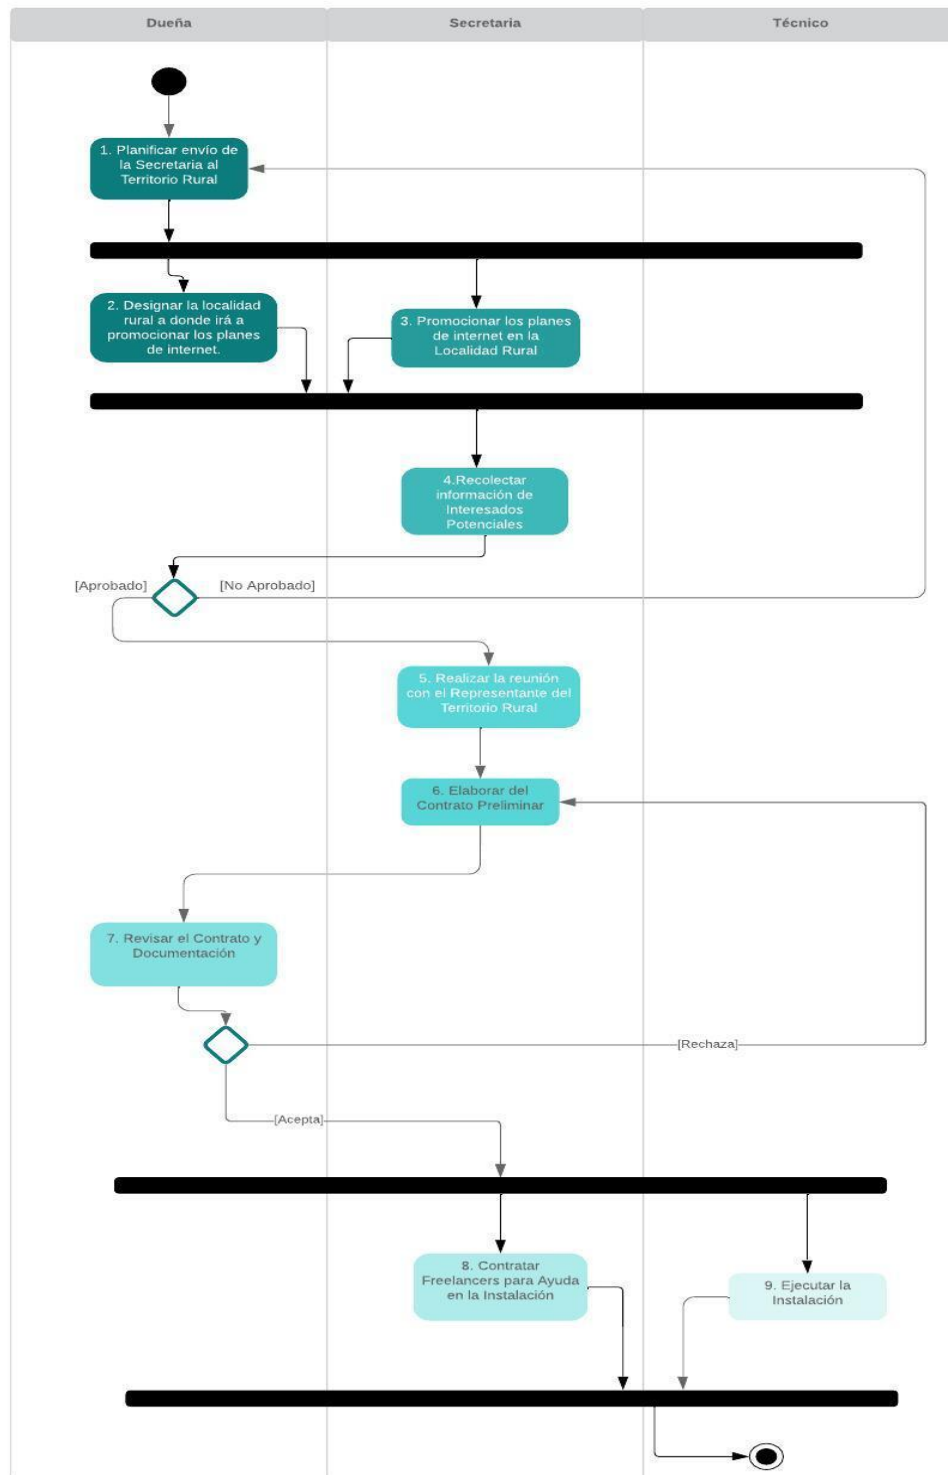 Dueña
Secretaria
Técnico
1. Planificar envío de
la Secretaria al
Territorio Rural
2. Designar la localidad
rural a donde irá a
promocionar los planes
de internet.
3. Promocionar los planes
de internet en la
Localidad Rural
4.Recolectar
información de
Interesados
Potenciales
[Aprobado]
[No Aprobado]
5. Realizar la reunión
con el Representante del
Territorio Rural
6. Elaborar del
Contrato Preliminar
7. Revisar el Contrato y
Documentación
[Rechaza]
[Acepta]
8. Contratar
Freelancers para Ayuda
en la Instalación
9. Ejecutar la
Instalación